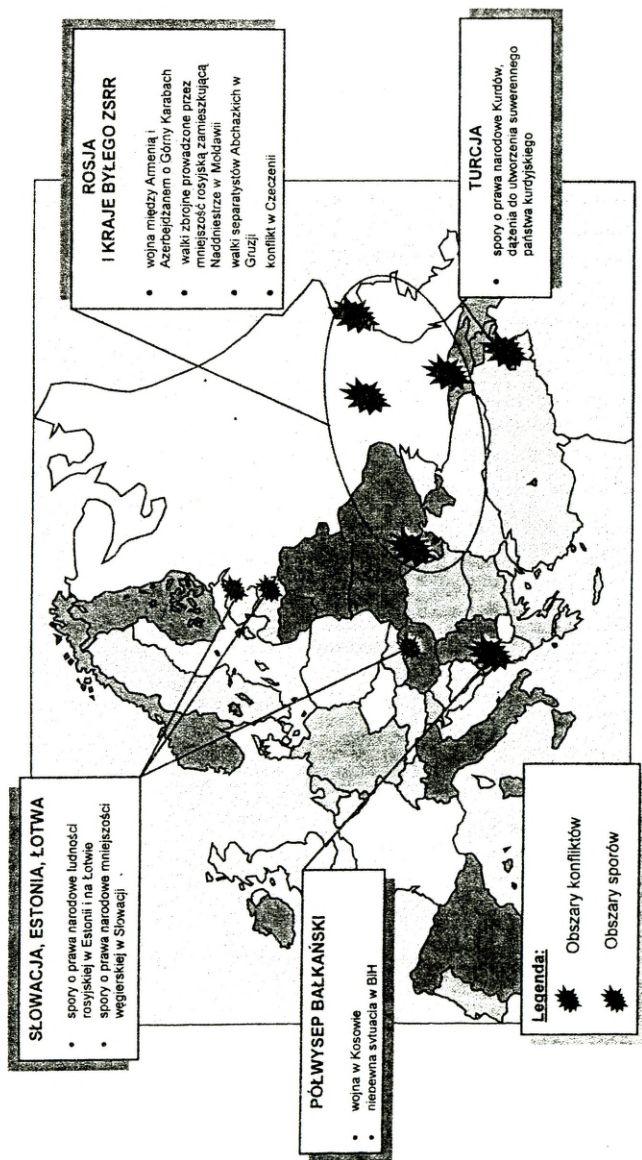 SŁOWACJA, ESTONIA, ŁOTWA
• spory o prawa narodowe ludności
rosyjskiej w Estonii i na Łotwie
• spory o prawa narodowe mniejszości
węgierskiej w Słowacji
ROSJA
I KRAJE BYŁEGO ZSRR
• wojna między Armenią i
Azerbejdżanem o Górny Karabach
• walki zbrojne prowadzone przez
mniejszość rosyjską zamieszkującą
Naddniestrze w Mołdawii
• walki separatystów Abchazkich w
Gruzji
• konflikt w Czeczenii
PÓŁWYSEP BAŁKAŃSKI
• wojna w Kosowie
• niepewna sytuacja w BiH
TURCJA
• spory o prawa narodowe Kurdów,
dążenia do utworzenia suwerennego
państwa kurdyjskiego
Legenda:
Obszary konfliktów
Obszary sporów